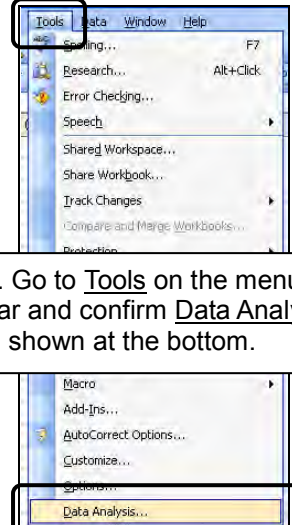 Tools Data Window Help
Spelling... F7
Research... Alt+Click
Error Checking...
Speech
Shared Workspace...
Share Workbook...
Track Changes
Compare and Merge Workbooks...
Protection
. Go to Tools on the menu
ar and confirm Data Analy
shown at the bottom.
Macro
Add-Ins...
AutoCorrect Options...
Customize...
Options...
Data Analysis...